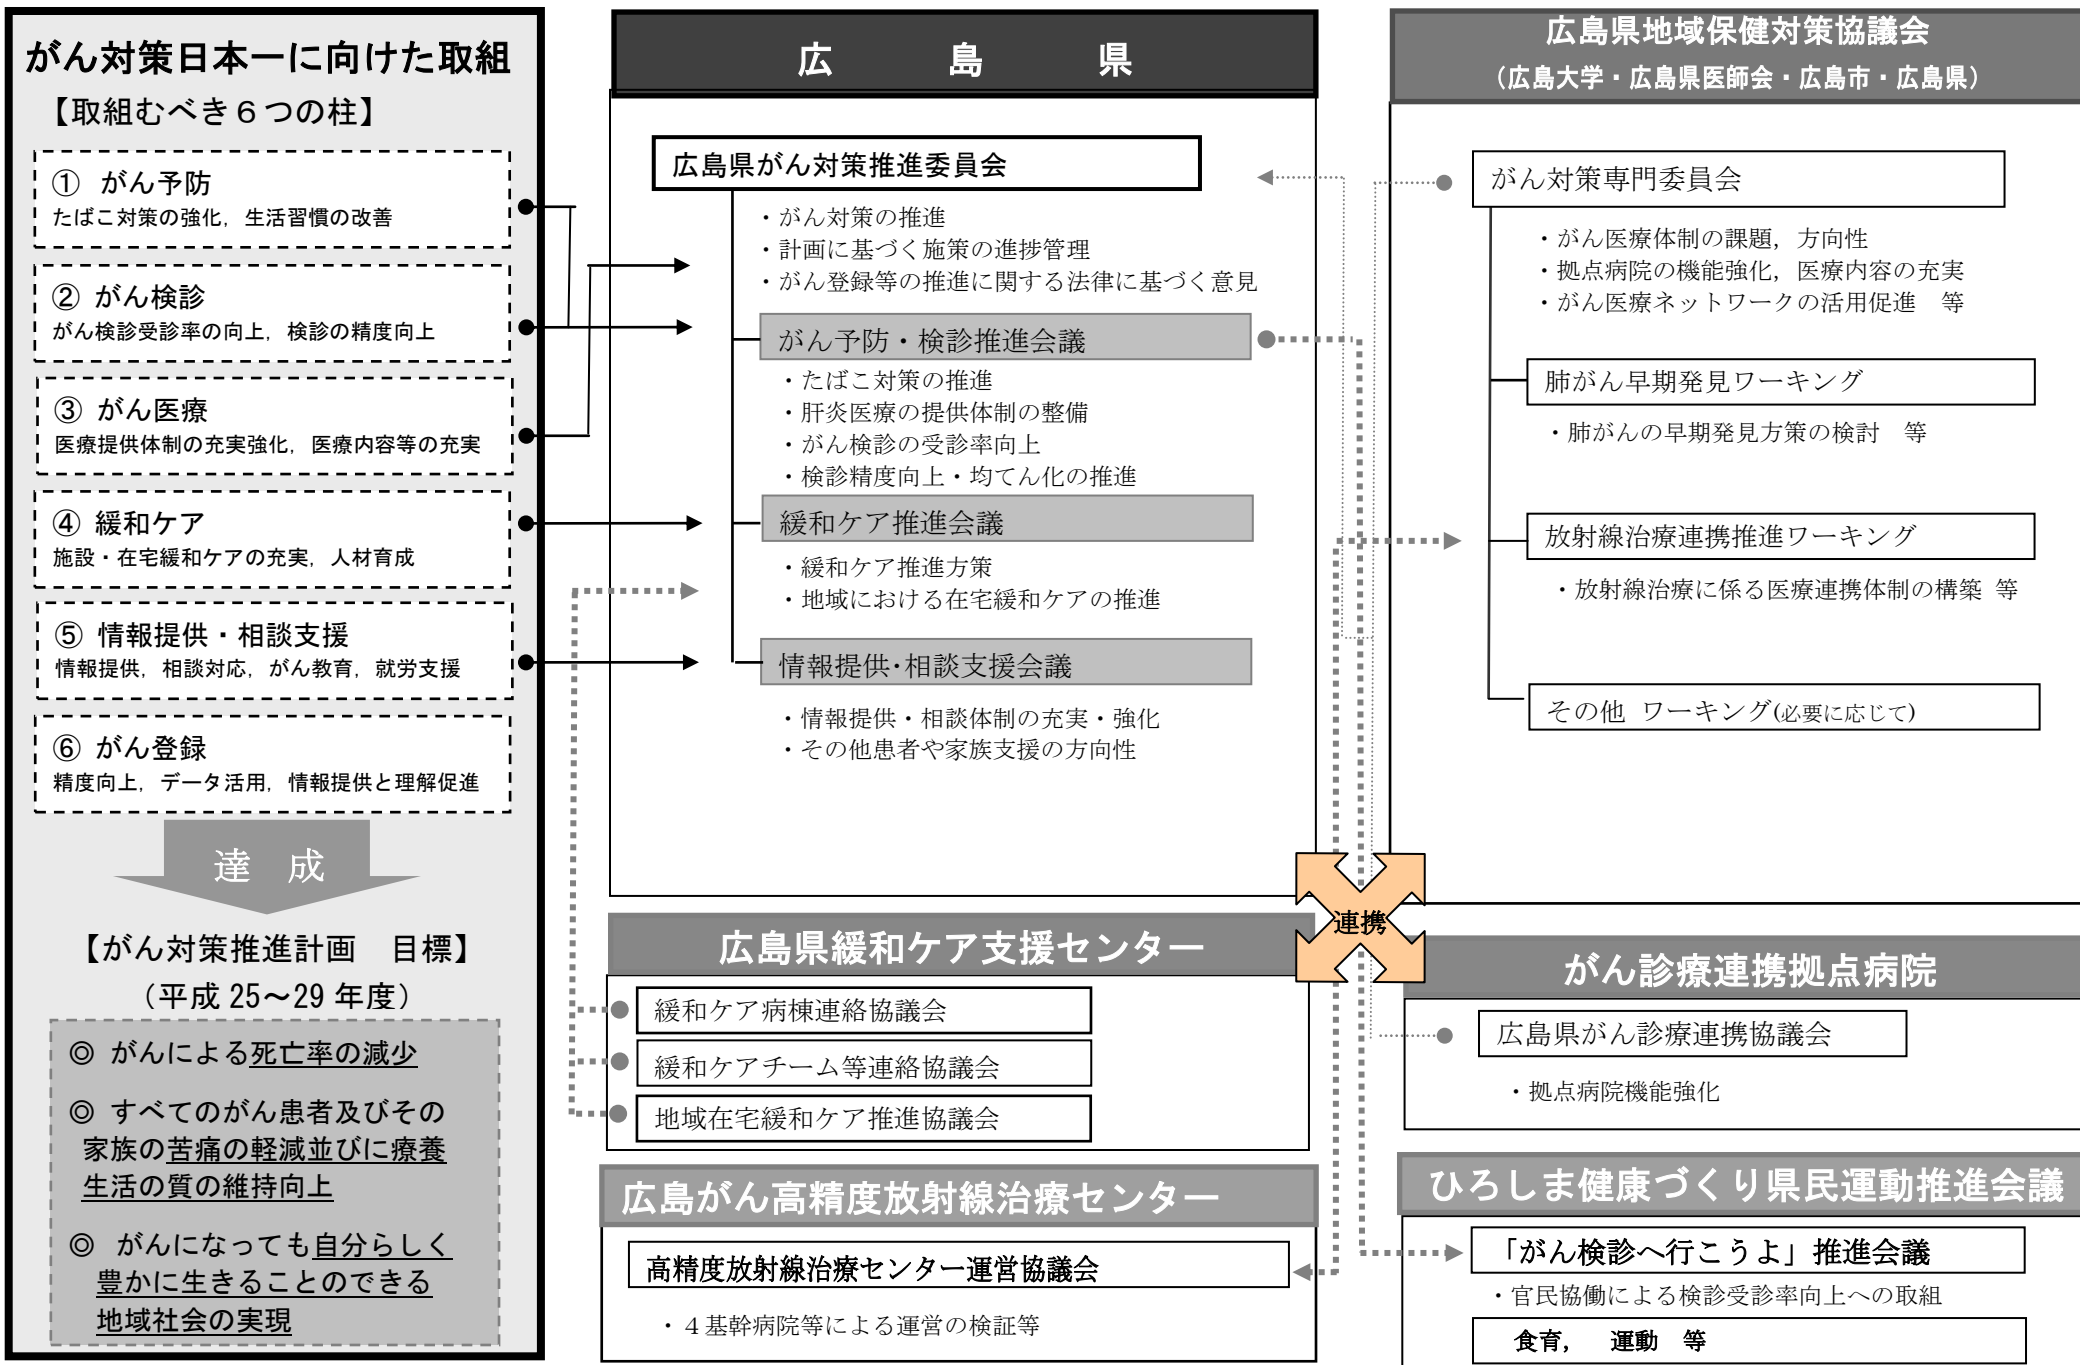 がん対策日本一に向けた取組
【取組むべき６つの柱】
① がん予防
たばこ対策の強化，生活習慣の改善
② がん検診
がん検診受診率の向上，検診の精度向上
③ がん医療
医療提供体制の充実強化，医療内容等の充実
④ 緩和ケア
施設・在宅緩和ケアの充実，人材育成
⑤ 情報提供・相談支援
情報提供，相談対応，がん教育，就労支援
⑥ がん登録
精度向上，データ活用，情報提供と理解促進
達　成
【がん対策推進計画　目標】
（平成 25～29 年度）
◎ がんによる死亡率の減少
◎ すべてのがん患者及びその
家族の苦痛の軽減並びに療養
生活の質の維持向上
◎ がんになっても自分らしく
豊かに生きることのできる
地域社会の実現
広　島　県
広島県がん対策推進委員会
・がん対策の推進
・計画に基づく施策の進捗管理
・がん登録等の推進に関する法律に基づく意見
がん予防・検診推進会議
・たばこ対策の推進
・肝炎医療の提供体制の整備
・がん検診の受診率向上
・検診精度向上・均てん化の推進
緩和ケア推進会議
・緩和ケア推進方策
・地域における在宅緩和ケアの推進
情報提供・相談支援会議
・情報提供・相談体制の充実・強化
・その他患者や家族支援の方向性
広島県地域保健対策協議会
（広島大学・広島県医師会・広島市・広島県）
がん対策専門委員会
・がん医療体制の課題，方向性
・拠点病院の機能強化，医療内容の充実
・がん医療ネットワークの活用促進　等
肺がん早期発見ワーキング
・肺がんの早期発見方策の検討　等
放射線治療連携推進ワーキング
・放射線治療に係る医療連携体制の構築 等
その他 ワーキング(必要に応じて)
連携
広島県緩和ケア支援センター
緩和ケア病棟連絡協議会
緩和ケアチーム等連絡協議会
地域在宅緩和ケア推進協議会
広島がん高精度放射線治療センター
高精度放射線治療センター運営協議会
・４基幹病院等による運営の検証等
がん診療連携拠点病院
広島県がん診療連携協議会
・拠点病院機能強化
ひろしま健康づくり県民運動推進会議
「がん検診へ行こうよ」推進会議
・官民協働による検診受診率向上への取組
食育，　運動　等